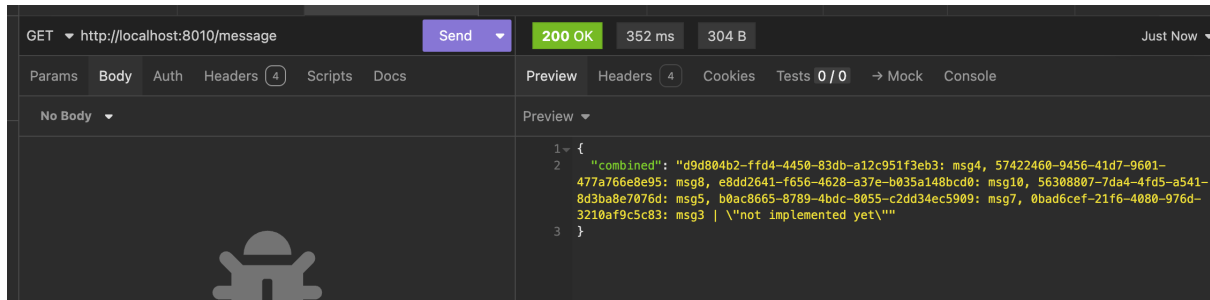 GET http://localhost:8010/message Send 200 OK 352 ms 304 B Just Now
Params Body Auth Headers 4 Scripts Docs Preview Headers 4 Cookies Tests 0 / 0 → Mock Console
No Body Preview
1 {
2 "combined": "d9d804b2-ffd4-4450-83db-a12c951f3eb3: msg4, 57422460-9456-41d7-9601-
477a766e8e95: msg8, e8dd2641-f656-4628-a37e-b035a148bcd0: msg10, 56308807-7da4-4fd5-a541-
8d3ba8e7076d: msg5, b0ac8665-8789-4bdc-8055-c2dd34ec5909: msg7, 0bad6cef-21f6-4080-976d-
3210af9c5c83: msg3 | \"not implemented yet\""
3 }